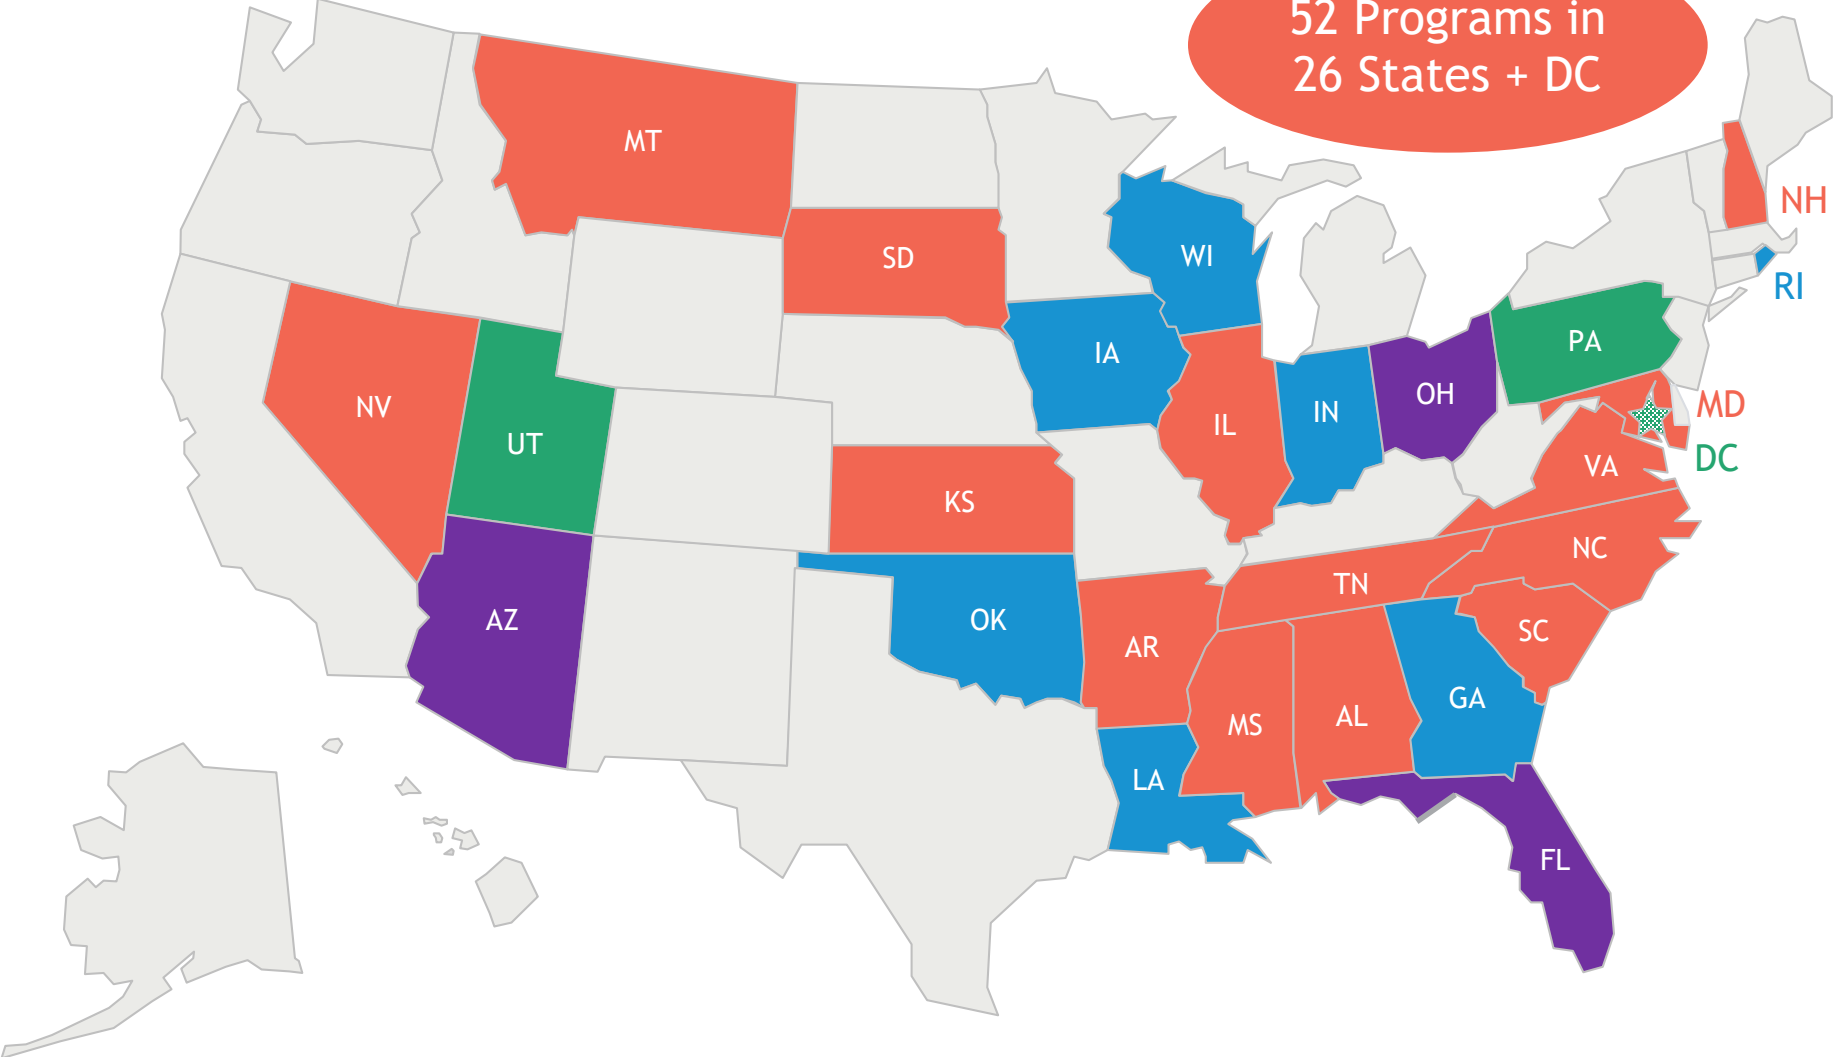 52 Programs in
26 States + DC
MT
NH
SD
WI
RI
PA
IA
OH
MD
NV
IN
IL
UT
DC
VA
KS
NC
TN
AZ
OK
SC
AR
GA
AL
MS
LA
FL